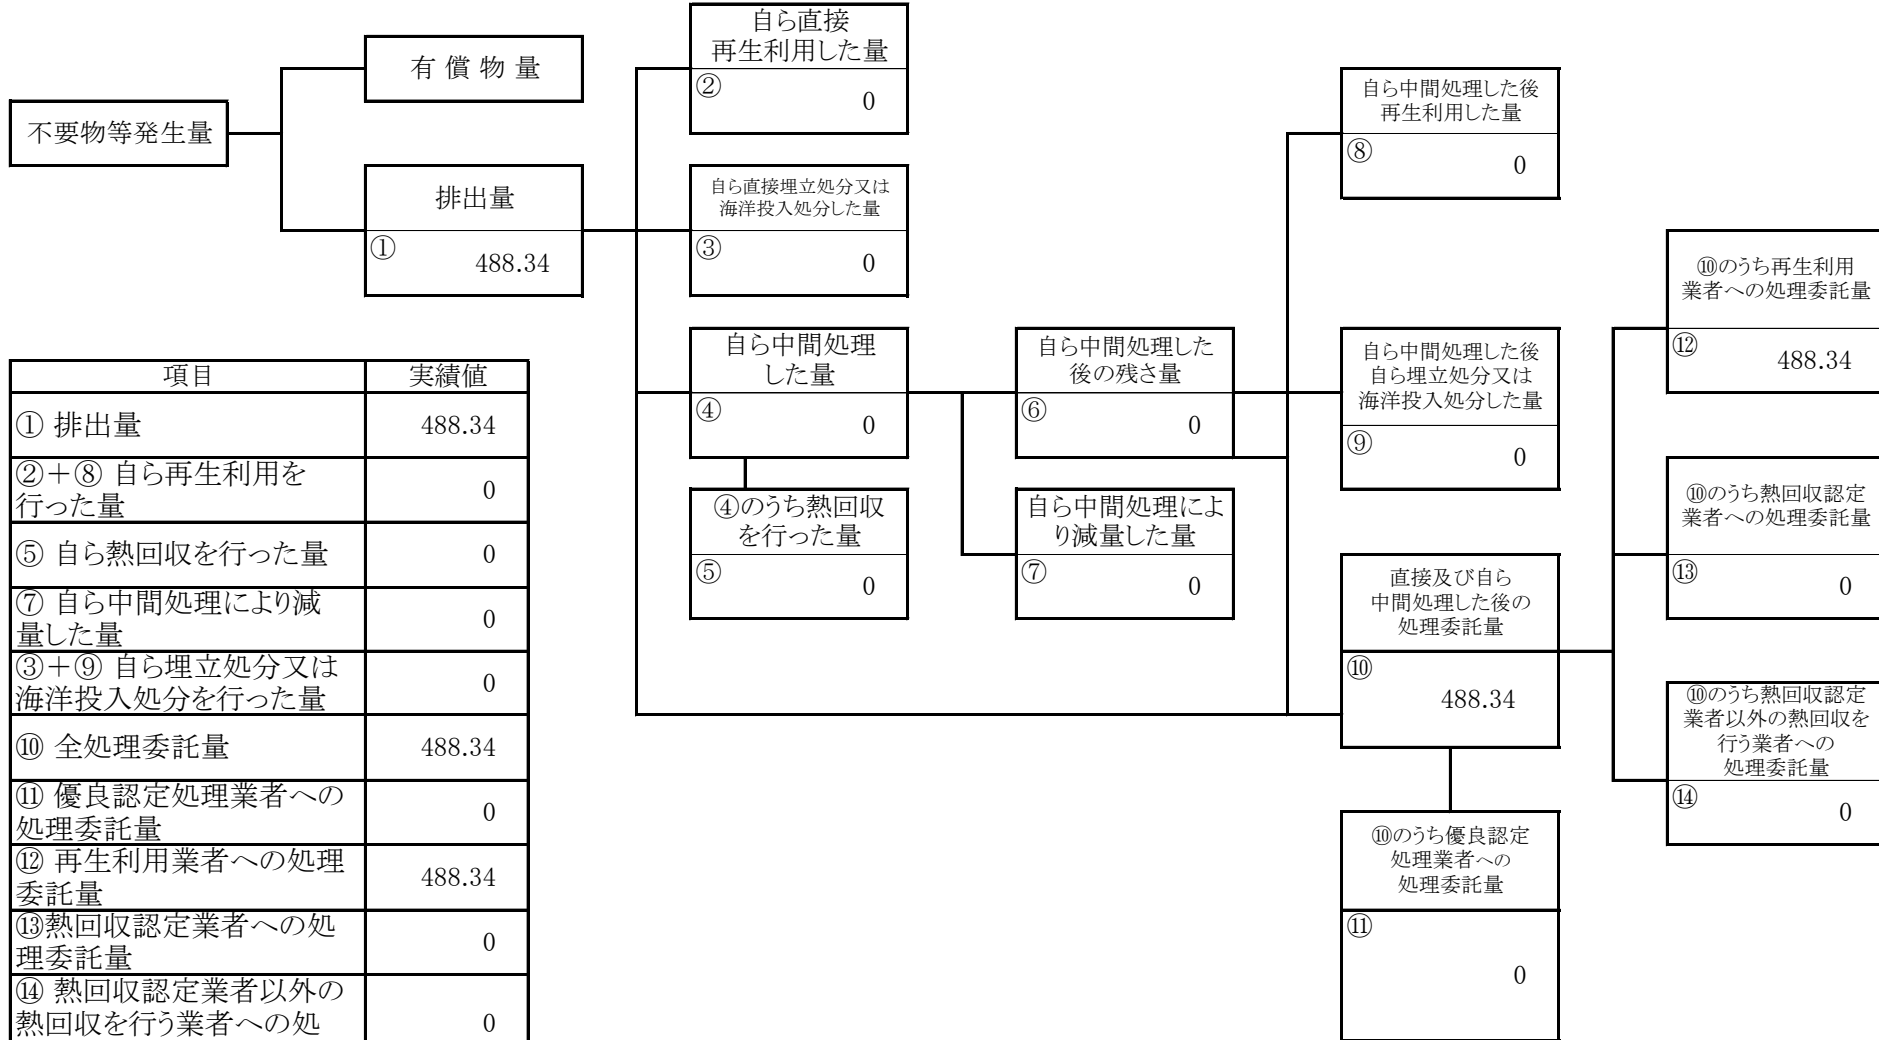 不要物等発生量
有 償 物 量
排出量
①
488.34
自ら直接
再生利用した量
②
0
自ら直接埋立処分又は
海洋投入処分した量
③
0
自ら中間処理
した量
④
0
④のうち熱回収
を行った量
⑤
0
自ら中間処理した
後の残さ量
⑥
0
自ら中間処理によ
り減量した量
⑦
0
自ら中間処理した後
再生利用した量
⑧
0
自ら中間処理した後
自ら埋立処分又は
海洋投入処分した量
⑨
0
直接及び自ら
中間処理した後の
処理委託量
⑩
488.34
⑩のうち優良認定
処理業者への
処理委託量
⑪
0
⑩のうち再生利用
業者への処理委託量
⑫
488.34
⑩のうち熱回収認定
業者への処理委託量
⑬
0
⑩のうち熱回収認定
業者以外の熱回収を
行う業者への
処理委託量
⑭
0
項目 実績値
① 排出量 488.34
②＋⑧ 自ら再生利用を
行った量 0
⑤ 自ら熱回収を行った量 0
⑦ 自ら中間処理により減
量した量 0
③＋⑨ 自ら埋立処分又は
海洋投入処分を行った量 0
⑩ 全処理委託量 488.34
⑪ 優良認定処理業者への
処理委託量 0
⑫ 再生利用業者への処理
委託量 488.34
⑬熱回収認定業者への処
理委託量 0
⑭ 熱回収認定業者以外の
熱回収を行う業者への処 0